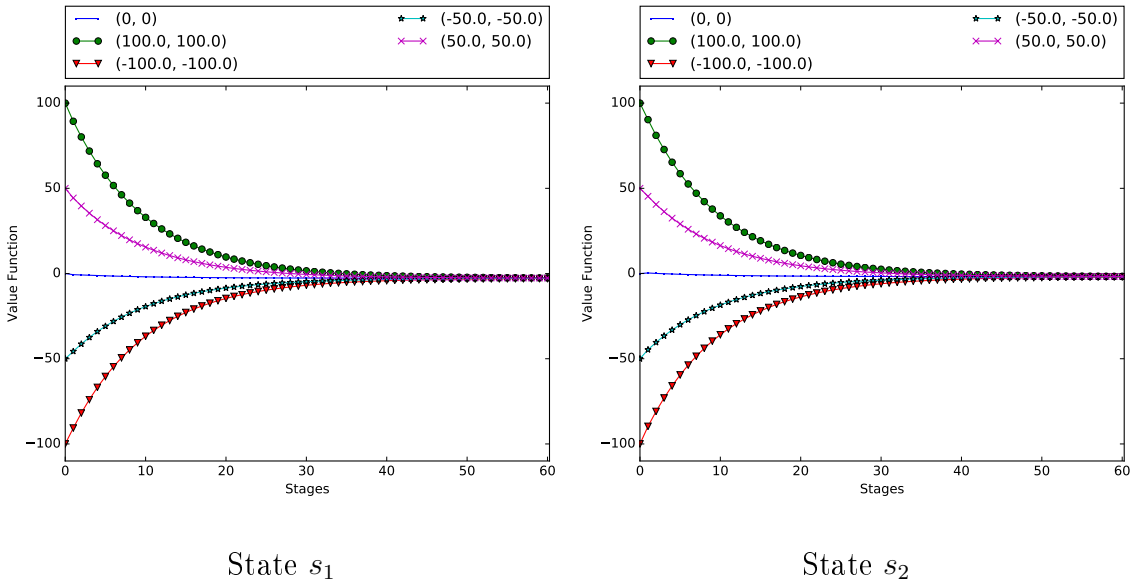 (0, 0)
(100.0, 100.0)
(-100.0, -100.0)
(-50.0, -50.0)
(50.0, 50.0)
100
50
0
−50
−100
Value Function
0 10 20 30 40 50 60
Stages
State s₁
(0, 0)
(100.0, 100.0)
(-100.0, -100.0)
(-50.0, -50.0)
(50.0, 50.0)
100
50
0
−50
−100
Value Function
0 10 20 30 40 50 60
Stages
State s₂